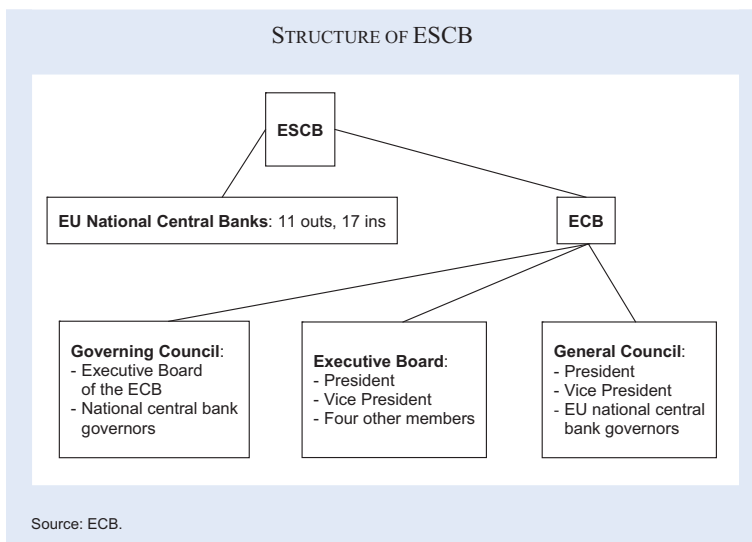 STRUCTURE OF ESCB
ESCB
EU National Central Banks: 11 outs, 17 ins
ECB
Governing Council:
- Executive Board
of the ECB
- National central bank
governors
Executive Board:
- President
- Vice President
- Four other members
General Council:
- President
- Vice President
- EU national central
bank governors
Source: ECB.